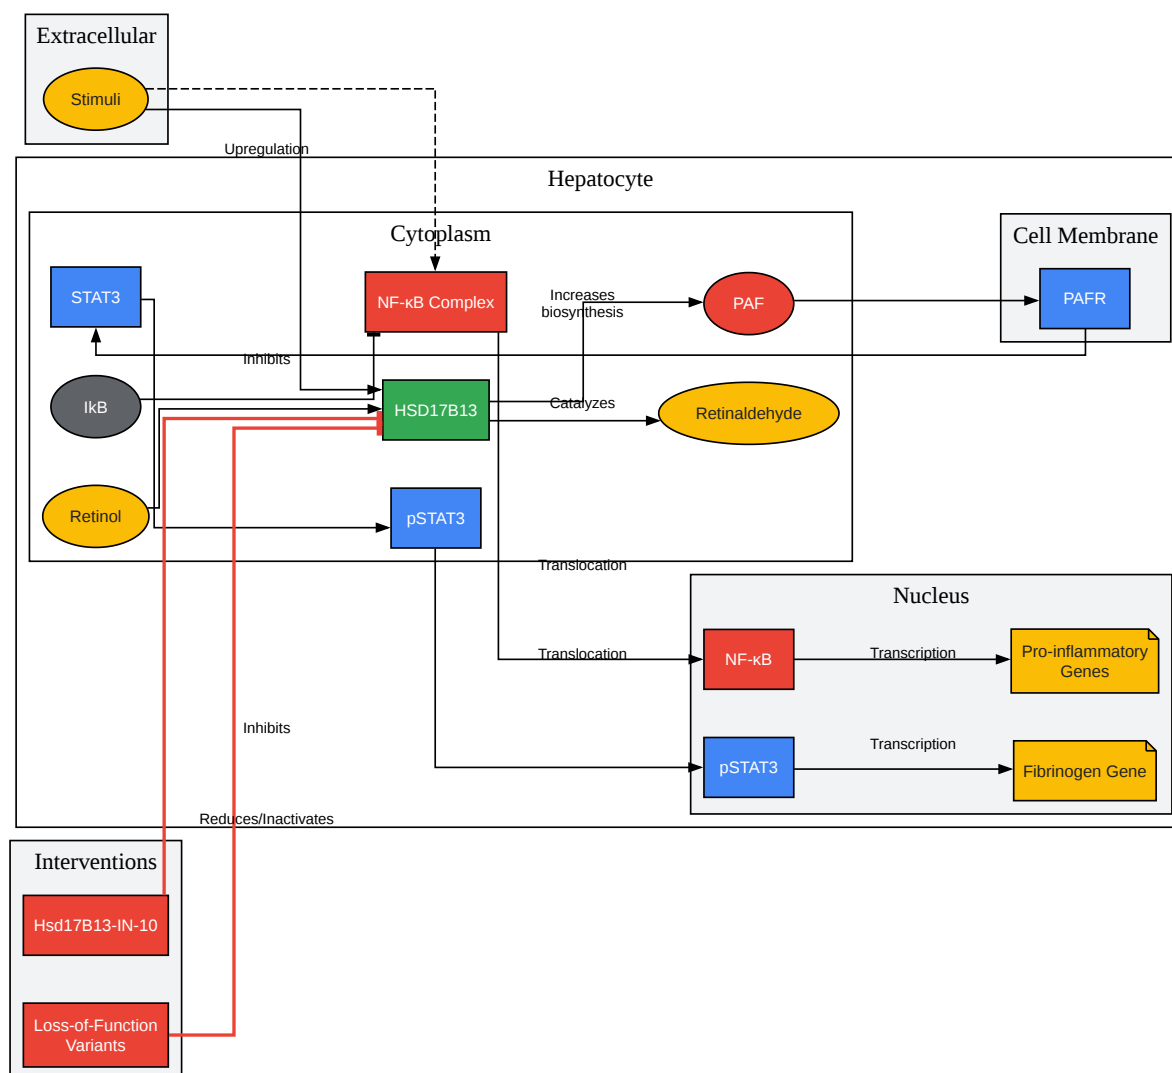 Extracellular
Stimuli
Upregulation
Hepatocyte
Cytoplasm
Cell Membrane
STAT3
NF-κB Complex
Increases
biosynthesis
PAF
PAFR
Inhibits
IkB
HSD17B13
Catalyzes
Retinaldehyde
Retinol
pSTAT3
Translocation
Nucleus
Translocation
NF-κB
Transcription
Pro-inflammatory
Genes
Inhibits
pSTAT3
Transcription
Fibrinogen Gene
Reduces/Inactivates
Interventions
Hsd17B13-IN-10
Loss-of-Function
Variants